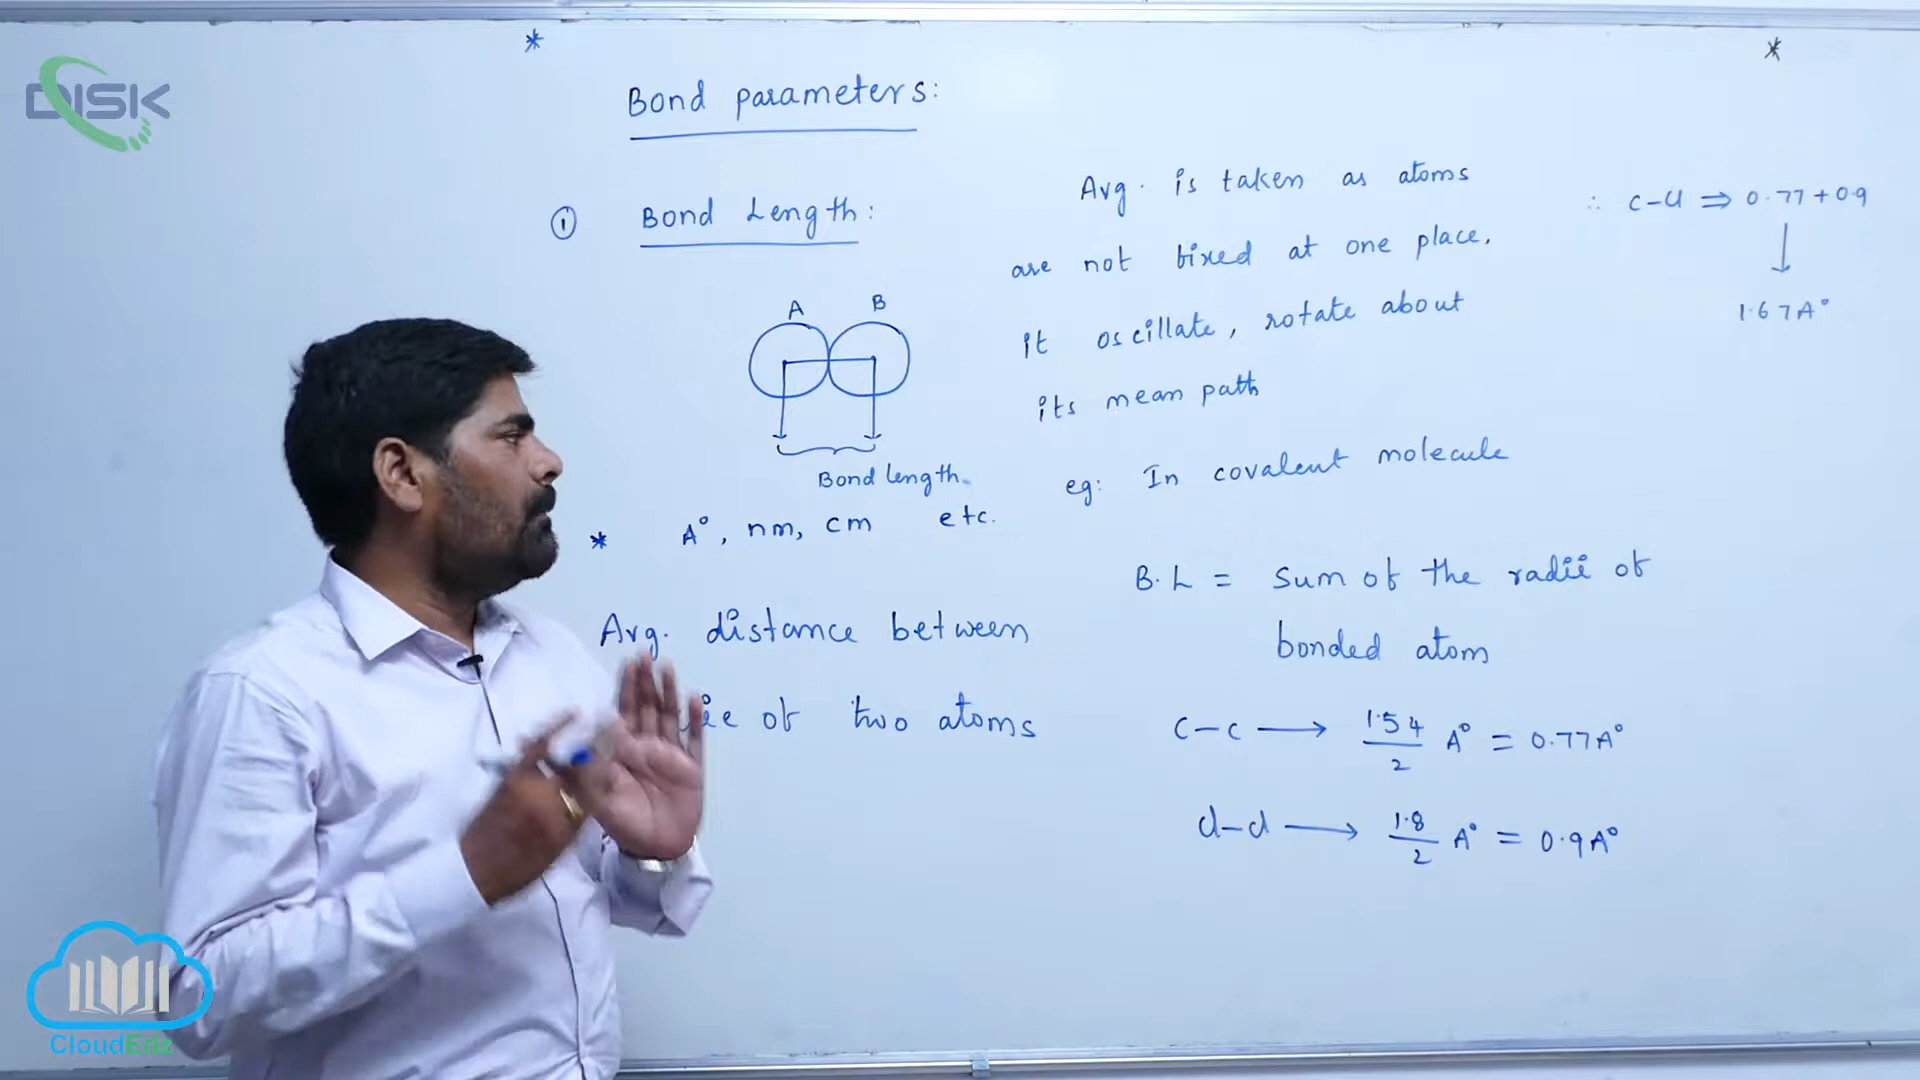 DISK
*
*
Bond parameters:
① Bond Length:
A B
Bond length
* A°, nm, cm etc.
Avg. distance between
of two atoms
Avg. is taken as atoms
are not fixed at one place,
it oscillate, rotate about
its mean path
eg: In covalent molecule
B.L = sum of the radii of
bonded atom
C-C → 1.54/2 A° = 0.77A°
Cl-Cl → 1.8/2 A° = 0.9A°
∴ C-Cl ⇒ 0.77+0.9
↓
1.67A°
CloudEdz